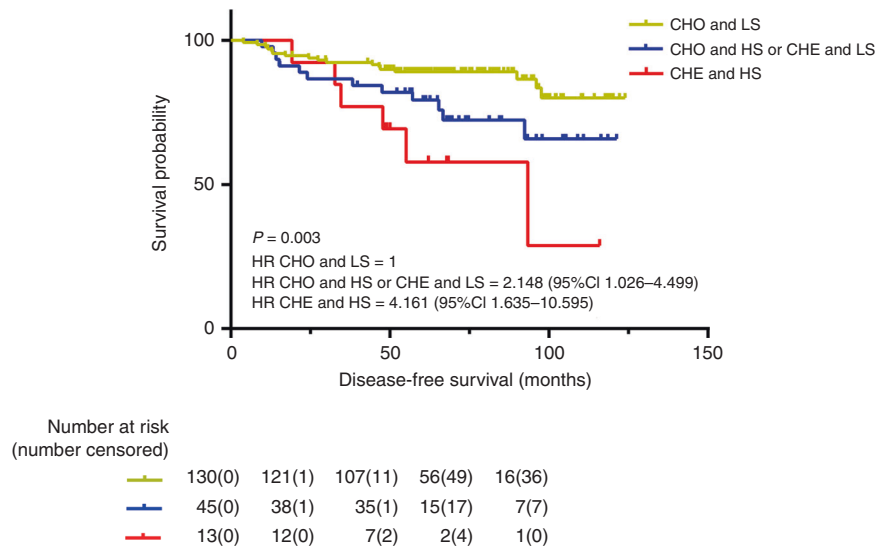 100
50
0
Survival probability
CHO and LS
CHO and HS or CHE and LS
CHE and HS
P = 0.003
HR CHO and LS = 1
HR CHO and HS or CHE and LS = 2.148 (95%CI 1.026–4.499)
HR CHE and HS = 4.161 (95%CI 1.635–10.595)
0 50 100 150
Disease-free survival (months)
Number at risk
(number censored)
130(0) 121(1) 107(11) 56(49) 16(36)
45(0) 38(1) 35(1) 15(17) 7(7)
13(0) 12(0) 7(2) 2(4) 1(0)